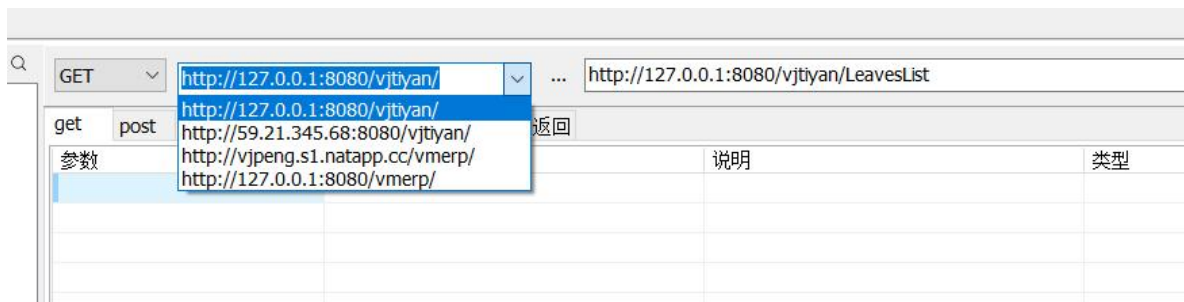 GET http://127.0.0.1:8080/vjtiyan/ ... http://127.0.0.1:8080/vjtiyan/LeavesList
http://127.0.0.1:8080/vjtiyan/
http://59.21.345.68:8080/vjtiyan/
http://vjpeng.s1.natapp.cc/vmerp/
http://127.0.0.1:8080/vmerp/
get post 返回
参数 说明 类型